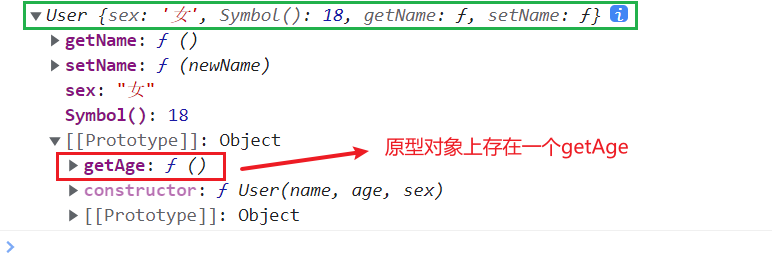 ▼User {sex: '女', Symbol(): 18, getName: ƒ, setName: ƒ} i
▶getName: ƒ ()
▶setName: ƒ (newName)
sex: "女"
Symbol(): 18
▼[[Prototype]]: Object
▶getAge: ƒ () 原型对象上存在一个getAge
▶constructor: ƒ User(name, age, sex)
▶[[Prototype]]: Object
>